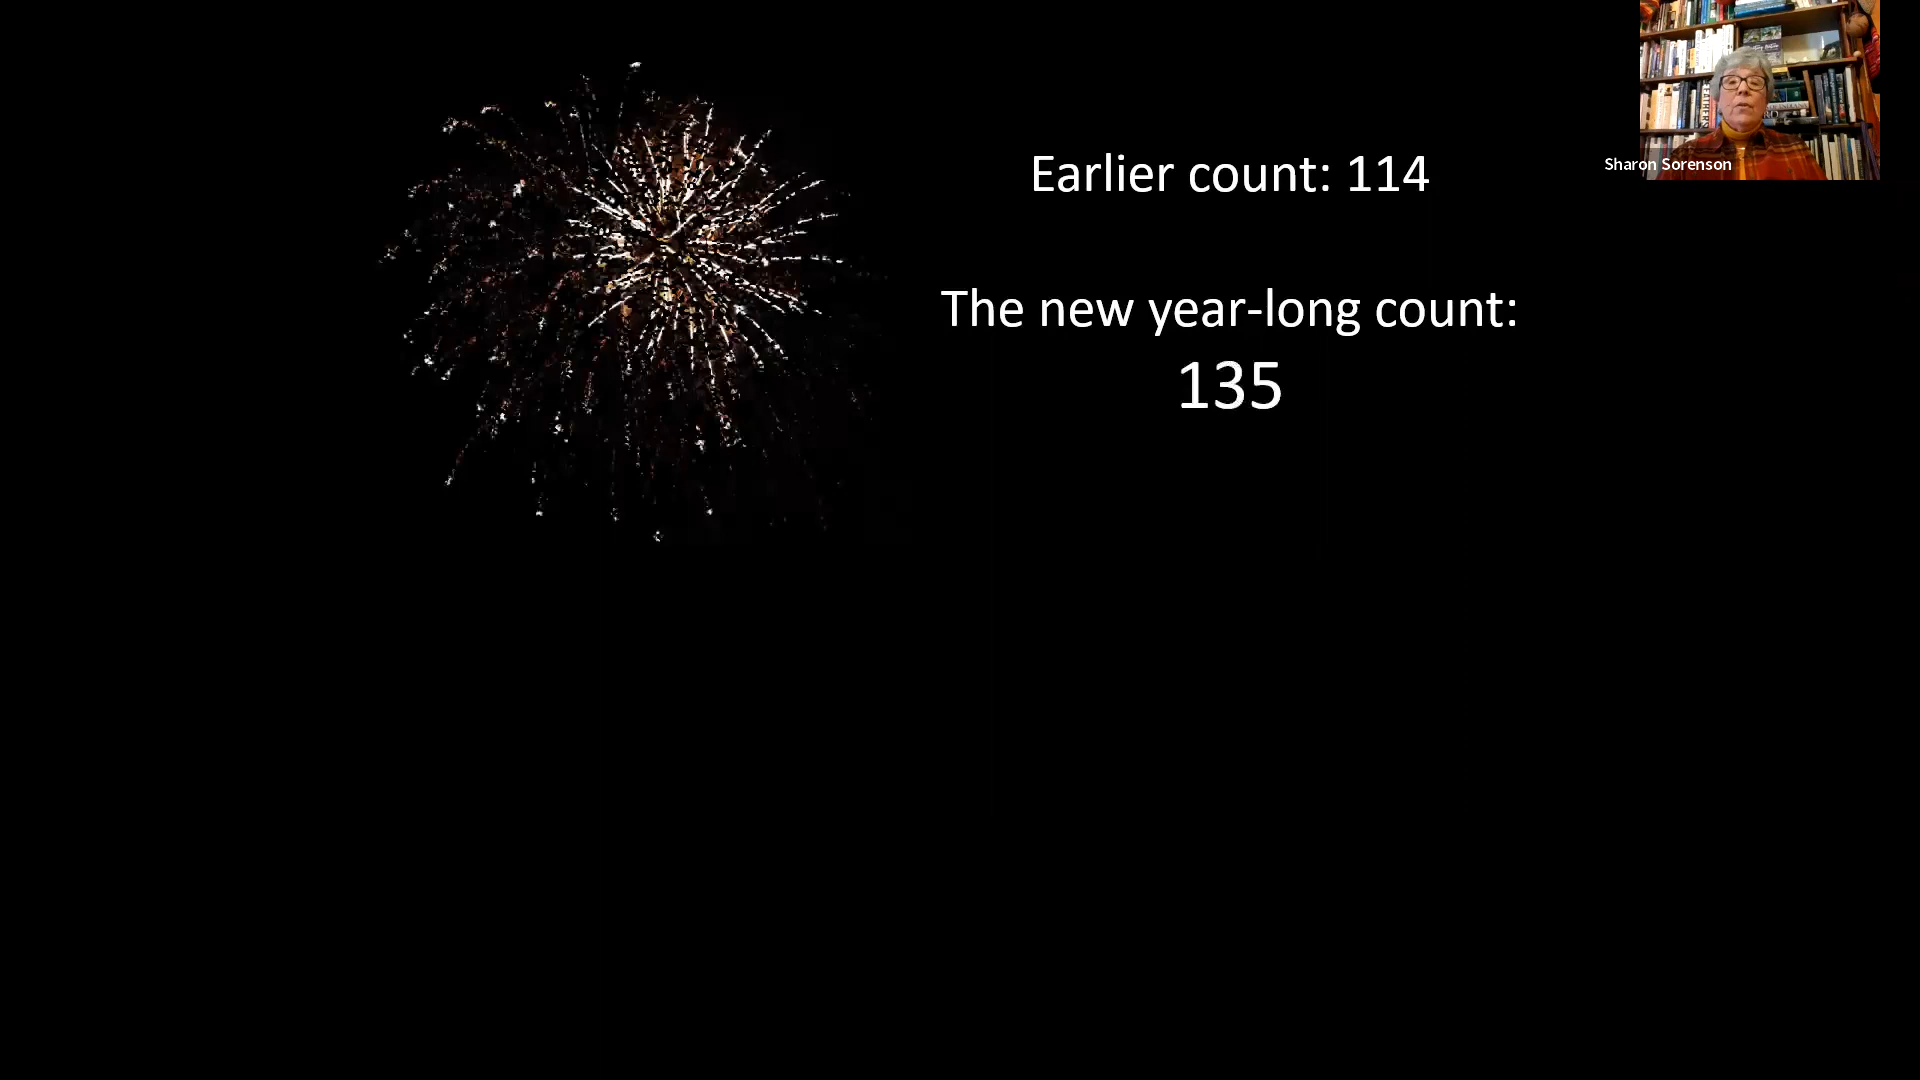 Earlier count: 114
The new year-long count:
135
Sharon Sorenson